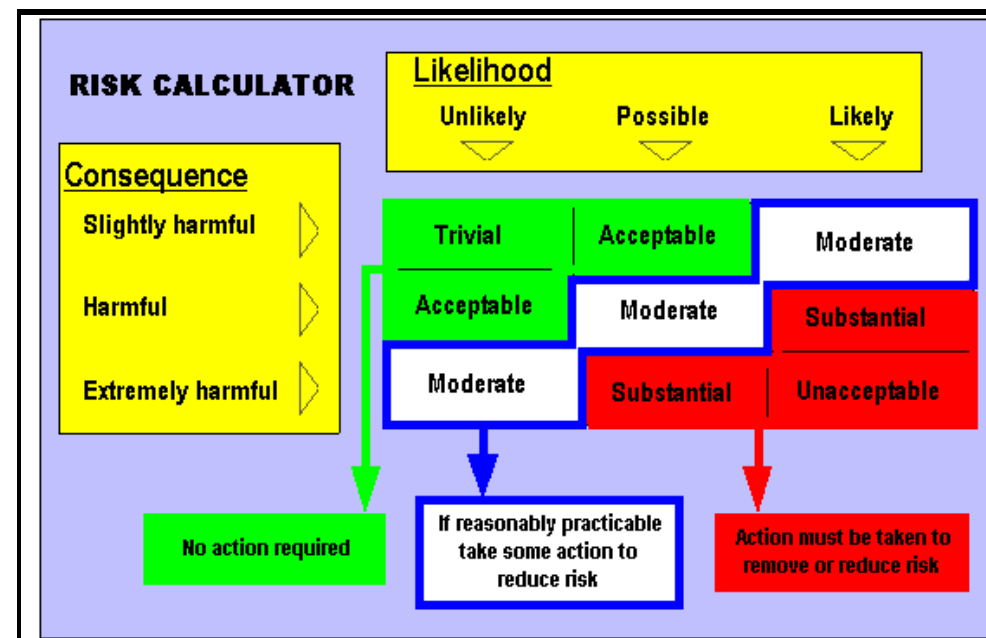 RISK CALCULATOR
Likelihood
Unlikely Possible Likely
Consequence
Slightly harmful
Harmful
Extremely harmful
Trivial Acceptable Moderate
Acceptable Moderate Substantial
Moderate Substantial Unacceptable
No action required
If reasonably practicable
take some action to
reduce risk
Action must be taken to
remove or reduce risk